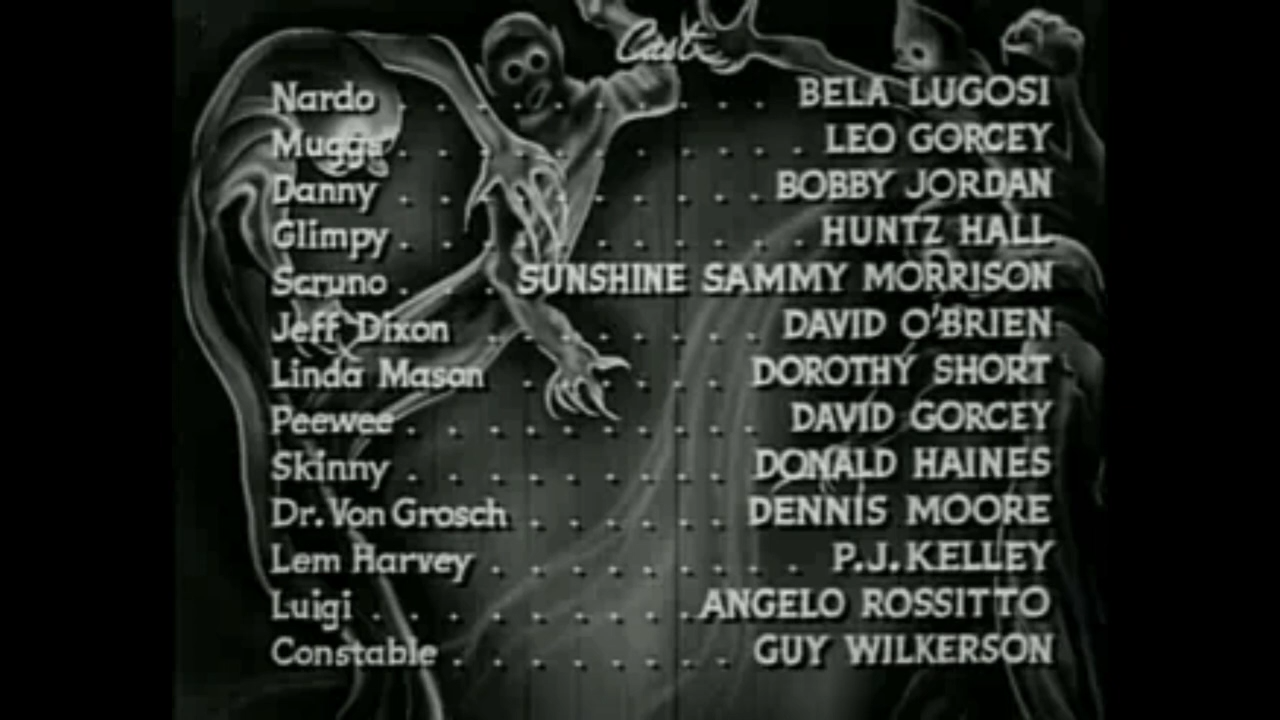 Cast
Nardo . . . . . . . . . . BELA LUGOSI
Muggs . . . . . . . . . . . LEO GORCEY
Danny . . . . . . . . . BOBBY JORDAN
Glimpy . . . . . . . . . . . HUNTZ HALL
Scruno . . . SUNSHINE SAMMY MORRISON
Jeff Dixon . . . . . . . DAVID O'BRIEN
Linda Mason . . . . . DOROTHY SHORT
Peewee . . . . . . . . . DAVID GORCEY
Skinny . . . . . . . . DONALD HAINES
Dr. Von Grosch . . . . . DENNIS MOORE
Lem Harvey . . . . . . . . P.J. KELLEY
Luigi . . . . . . . . . ANGELO ROSSITTO
Constable . . . . . . . GUY WILKERSON